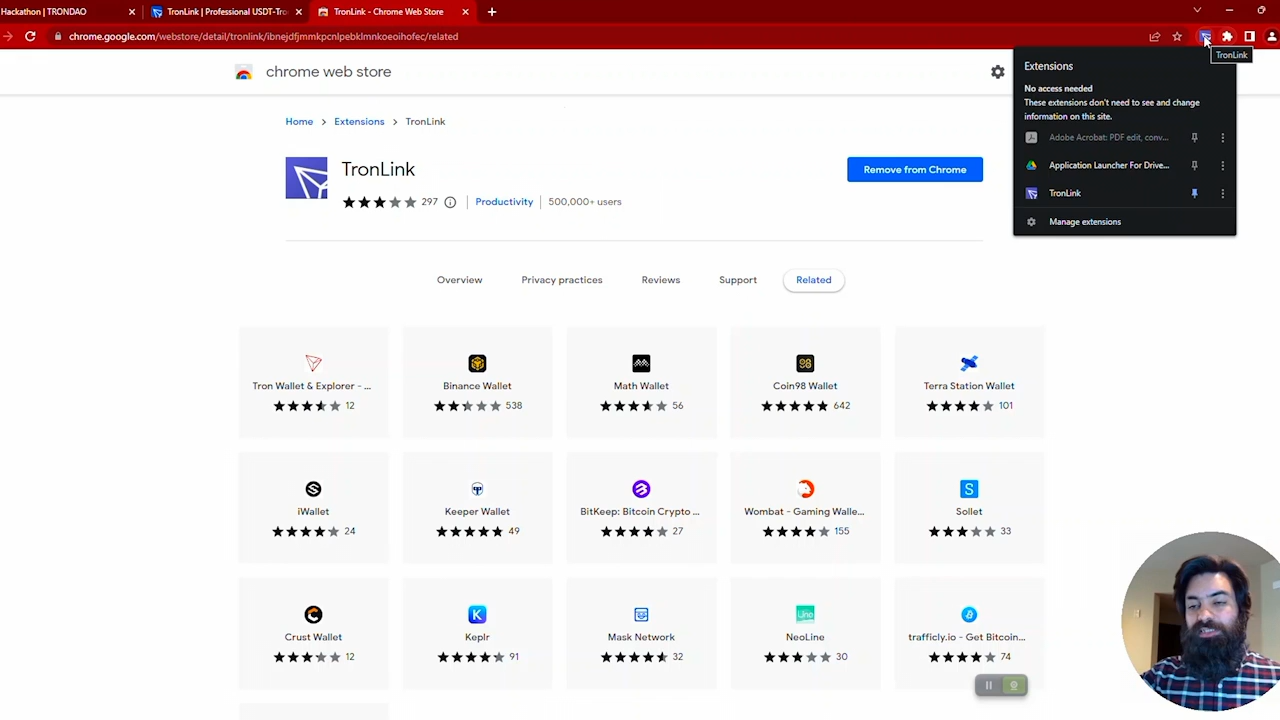 Hackathon | TRONDAO
TronLink | Professional USDT-Tro
TronLink - Chrome Web Store
chrome.google.com/webstore/detail/tronlink/ibnejdfjmmkpcnlpebklmnkoeoihofec/related
TronLink
chrome web store
Extensions
No access needed
These extensions don't need to see and change
information on this site.
Adobe Acrobat: PDF edit, conv...
Application Launcher For Drive...
TronLink
Manage extensions
Home > Extensions > TronLink
TronLink
Remove from Chrome
297
Productivity
500,000+ users
Overview
Privacy practices
Reviews
Support
Related
Tron Wallet & Explorer - ...
12
Binance Wallet
538
Math Wallet
56
Coin98 Wallet
642
Terra Station Wallet
101
iWallet
24
Keeper Wallet
49
BitKeep: Bitcoin Crypto ...
27
Wombat - Gaming Walle...
155
Sollet
33
Crust Wallet
12
Keplr
91
Mask Network
32
NeoLine
30
trafficly.io - Get Bitcoin...
74